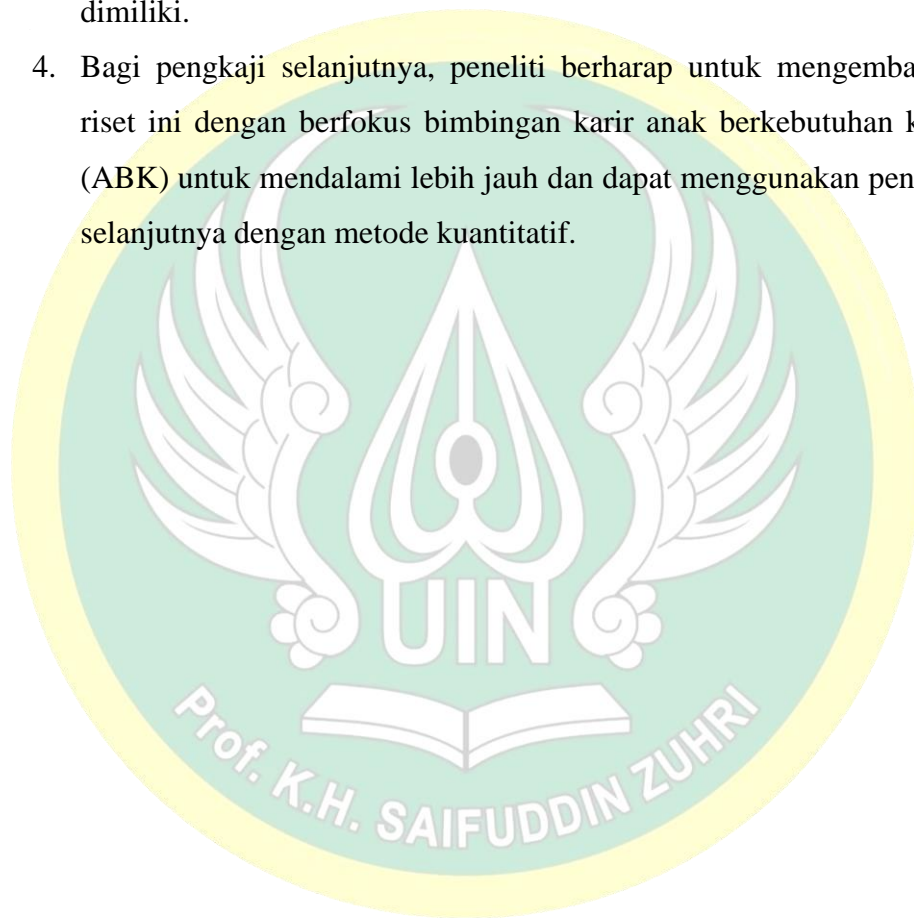 dimiliki.
4. Bagi pengkaji selanjutnya, peneliti berharap untuk mengemba
riset ini dengan berfokus bimbingan karir anak berkebutuhan k
(ABK) untuk mendalami lebih jauh dan dapat menggunakan pen
selanjutnya dengan metode kuantitatif.
UIN
Prof. K.H. SAIFUDDIN ZUHRI